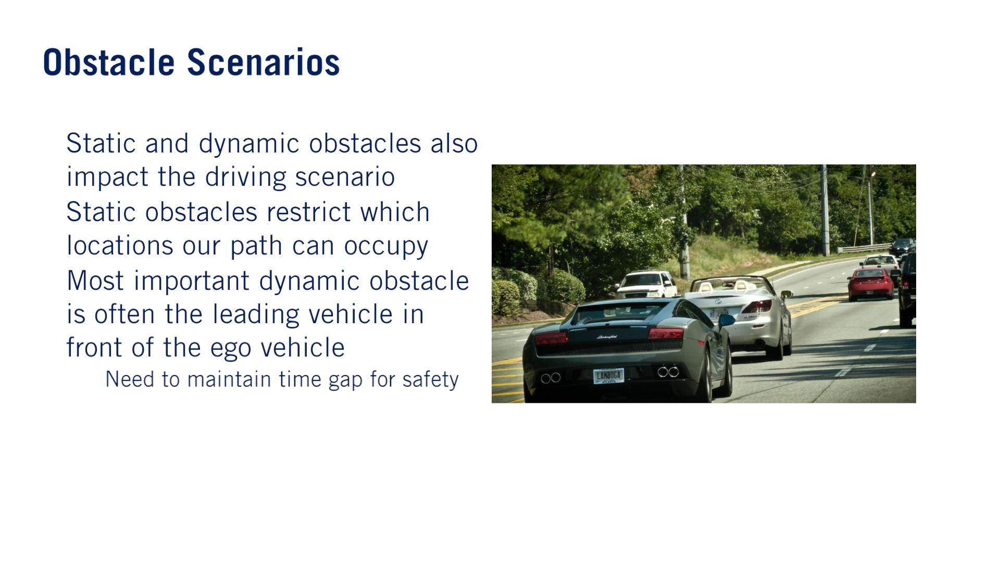 Obstacle Scenarios
Static and dynamic obstacles also
impact the driving scenario
Static obstacles restrict which
locations our path can occupy
Most important dynamic obstacle
is often the leading vehicle in
front of the ego vehicle
Need to maintain time gap for safety
Lamborghini
LAMBOGA
ATLANTA